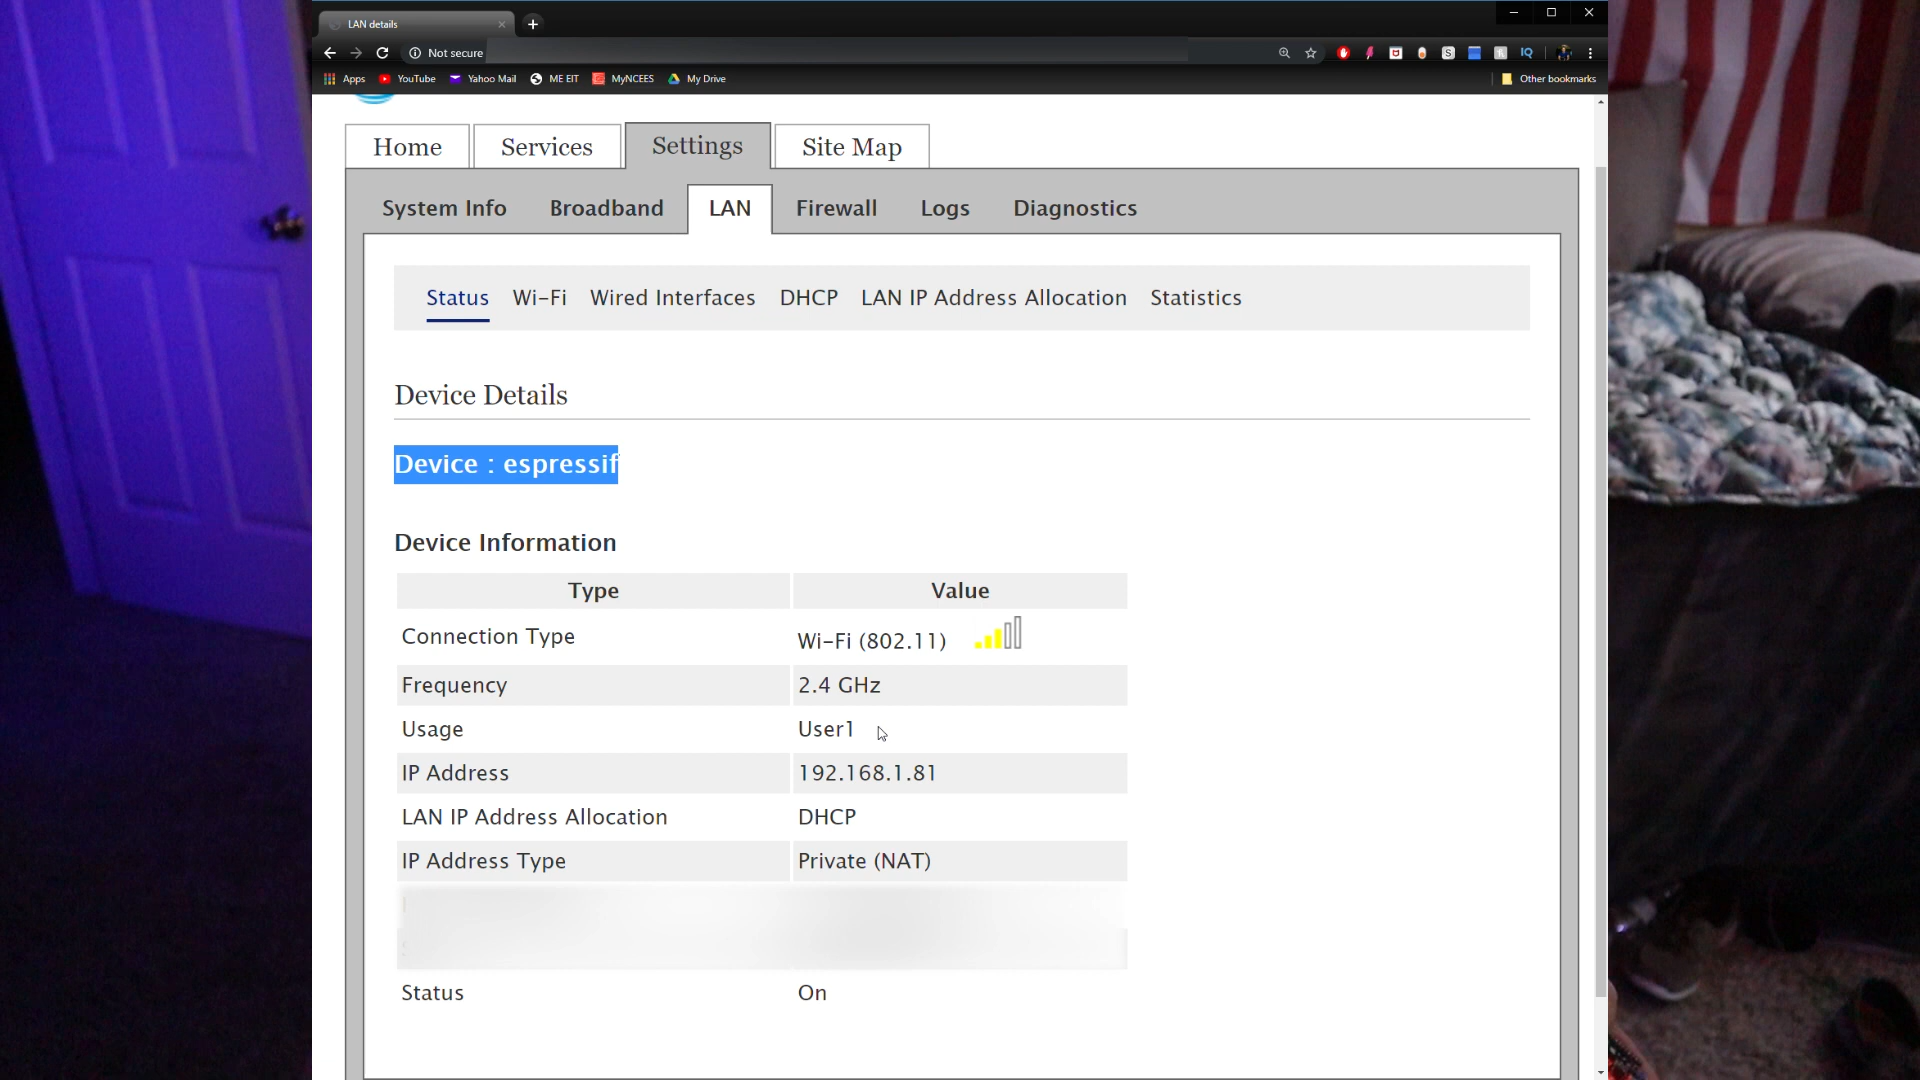 LAN details
Not secure
Apps YouTube Yahoo Mail ME EIT MyNCEES My Drive Other bookmarks
Home Services Settings Site Map
System Info Broadband LAN Firewall Logs Diagnostics
Status Wi-Fi Wired Interfaces DHCP LAN IP Address Allocation Statistics
Device Details
Device : espressif
Device Information
Type Value
Connection Type Wi-Fi (802.11)
Frequency 2.4 GHz
Usage User1
IP Address 192.168.1.81
LAN IP Address Allocation DHCP
IP Address Type Private (NAT)
Status On